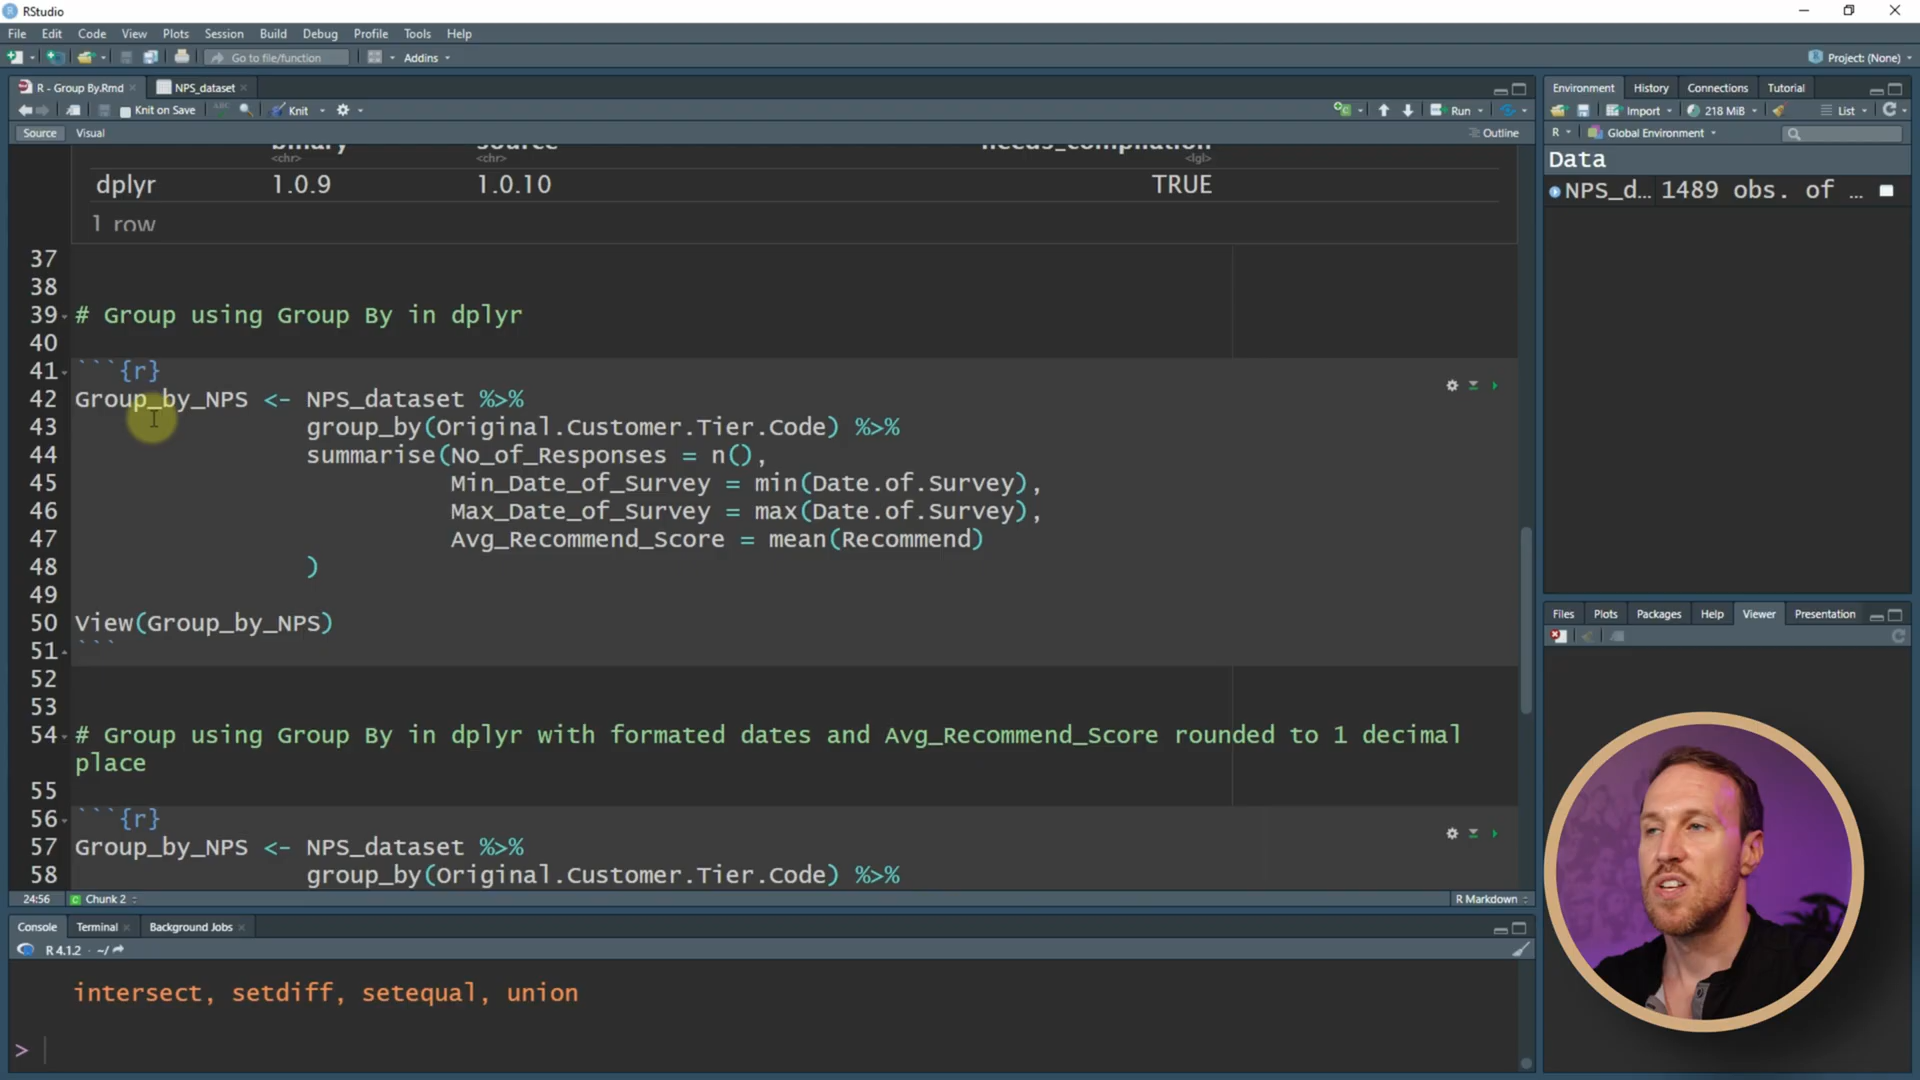 RStudio
File Edit Code View Plots Session Build Debug Profile Tools Help
Go to file/function Addins Project: (None)
R - Group By.Rmd NPS_dataset
Knit on Save ABC Knit Run
Source Visual Outline
binary source needs_compilation
<chr> <chr> <lgl>
dplyr 1.0.9 1.0.10 TRUE
1 row
37
38
39 # Group using Group By in dplyr
40
41 ```{r}
42 Group_by_NPS <- NPS_dataset %>%
43 group_by(Original.Customer.Tier.Code) %>%
44 summarise(No_of_Responses = n(),
45 Min_Date_of_Survey = min(Date.of.Survey),
46 Max_Date_of_Survey = max(Date.of.Survey),
47 Avg_Recommend_Score = mean(Recommend)
48 )
49
50 View(Group_by_NPS)
51 ```
52
53
54 # Group using Group By in dplyr with formated dates and Avg_Recommend_Score rounded to 1 decimal
place
55
56 ```{r}
57 Group_by_NPS <- NPS_dataset %>%
58 group_by(Original.Customer.Tier.Code) %>%
24:56 Chunk 2 R Markdown
Console Terminal Background Jobs
R 4.1.2 · ~/
intersect, setdiff, setequal, union
>
Environment History Connections Tutorial
Import 218 MiB List
R Global Environment
Data
NPS_d… 1489 obs. of …
Files Plots Packages Help Viewer Presentation